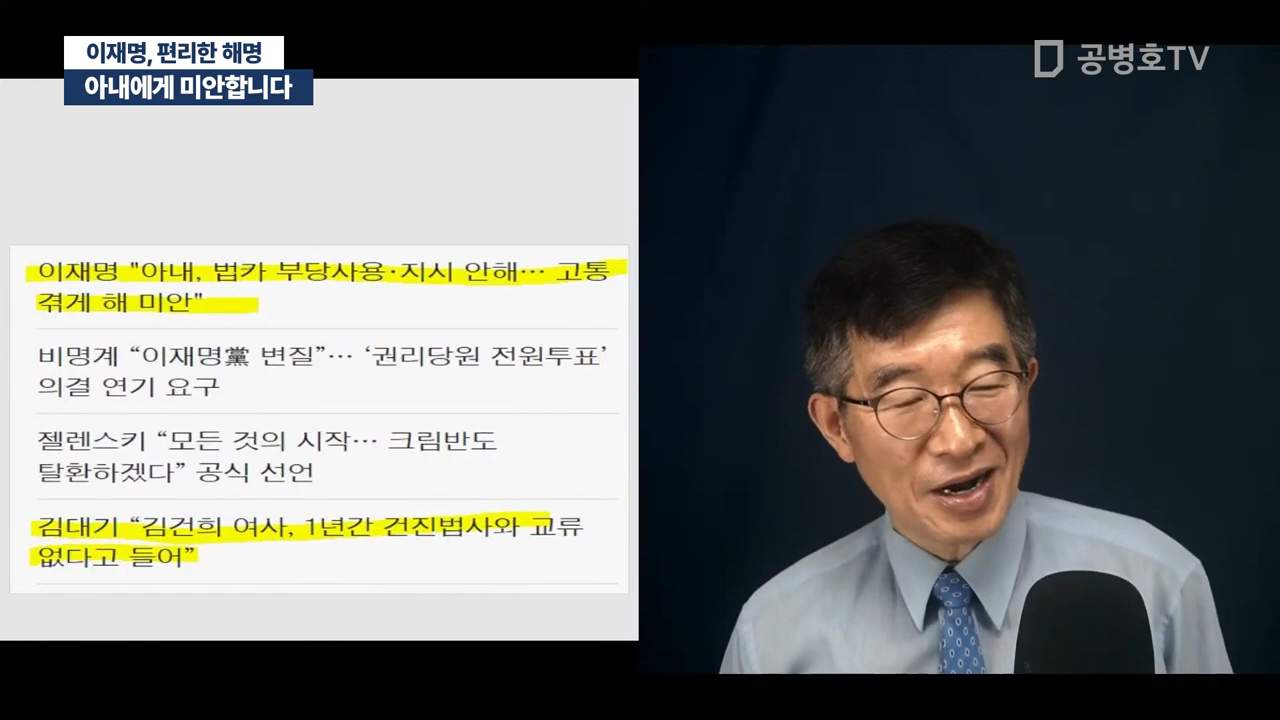 이재명, 편리한 해명
아내에게 미안합니다
공병호TV
이재명 "아내, 법카 부당사용·지시 안해… 고통
겪게 해 미안"
비명계 “이재명黨 변질”… ‘권리당원 전원투표’
의결 연기 요구
젤렌스키 “모든 것의 시작… 크림반도
탈환하겠다” 공식 선언
김대기 “김건희 여사, 1년간 건진법사와 교류
없다고 들어”